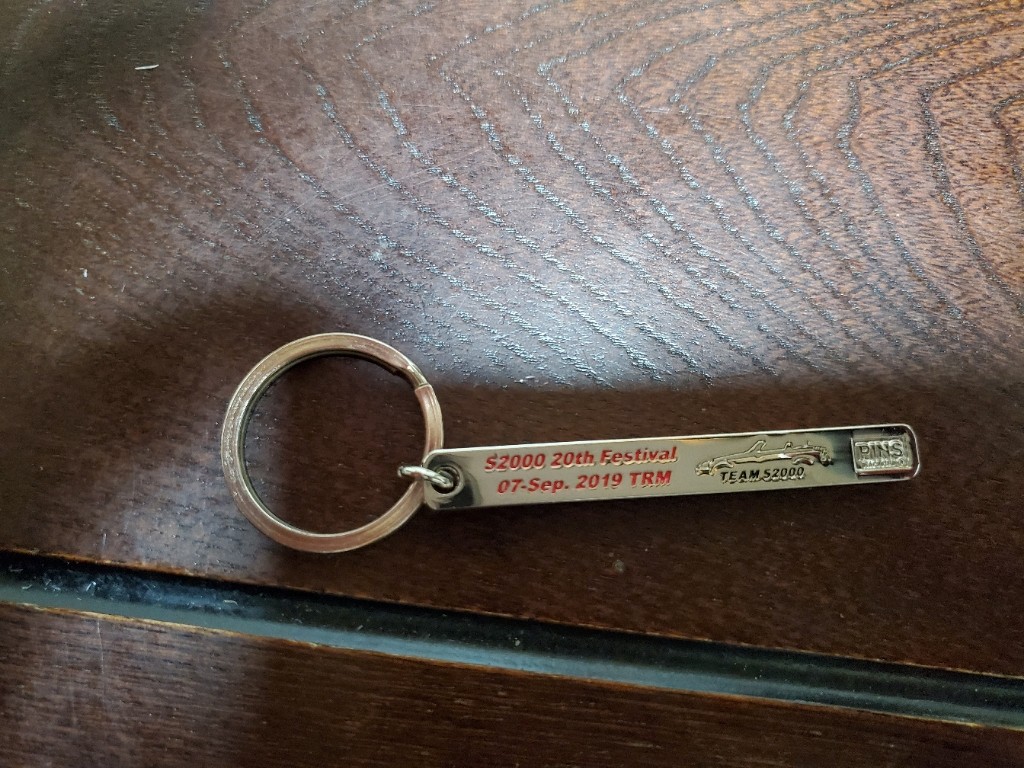 S2000 20th Festival
07-Sep. 2019 TRM
TEAM S2000
PINS